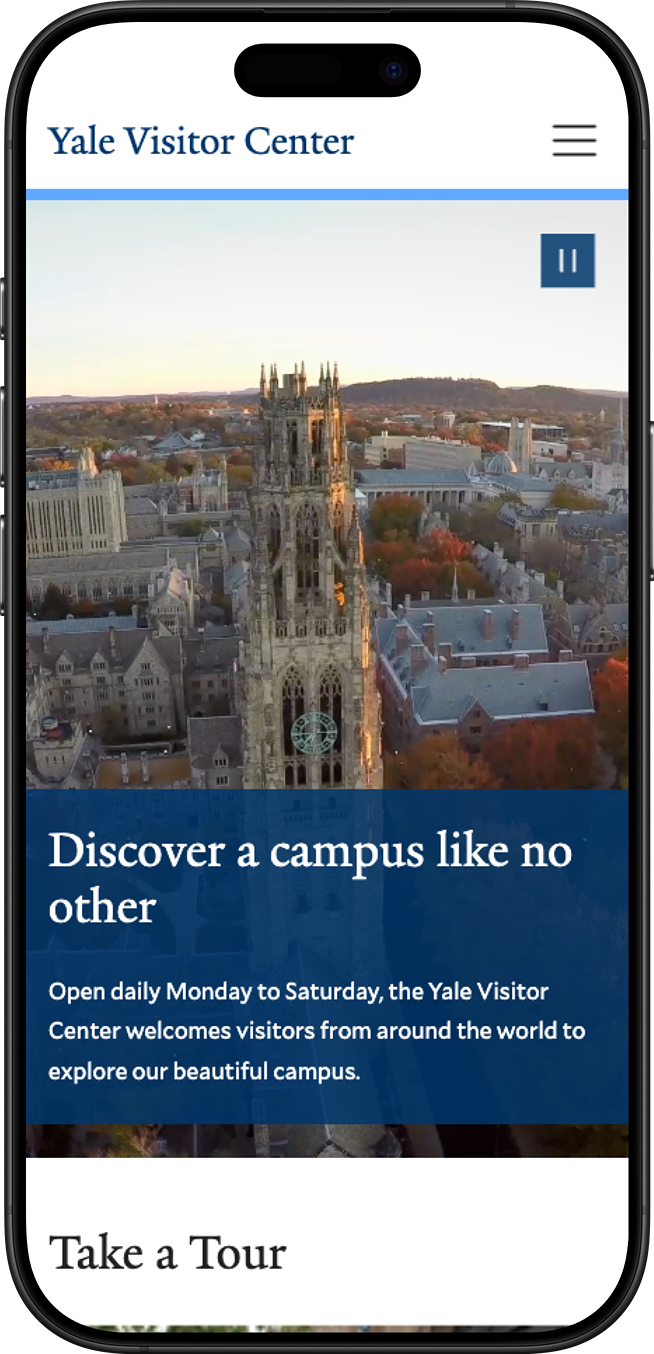 Yale Visitor Center
Discover a campus like no
other
Open daily Monday to Saturday, the Yale Visitor
Center welcomes visitors from around the world to
explore our beautiful campus.
Take a Tour